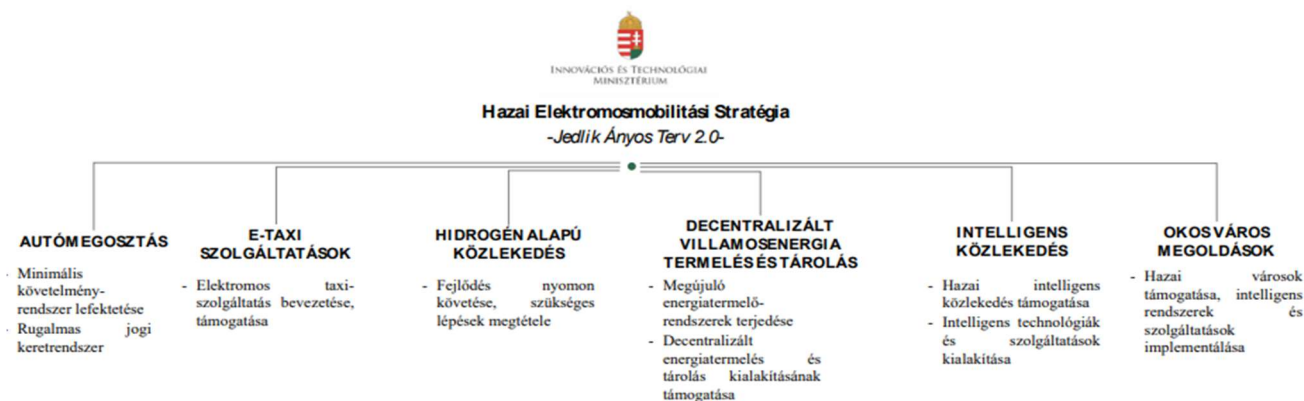 INNOVÁCIÓS ÉS TECHNOLÓGIAI
MINISZTÉRIUM
Hazai Elektromosmobilitási Stratégia
-Jedlik Ányos Terv 2.0-
AUTÓMEGOSZTÁS
- Minimális
követelmény-
rendszer lefektetése
- Rugalmas jogi
keretrendszer
E-TAXI
SZOLGÁLTATÁSOK
- Elektromos taxi-
szolgáltatás bevezetése,
támogatása
HIDROGÉN ALAPÚ
KÖZLEKEDÉS
- Fejlődés nyomon
követése, szükséges
lépések megtétele
DECENTRALIZÁLT
VILLAMOSENERGIA
TERMELÉS ÉS TÁROLÁS
- Megújuló
energiatermelő-
rendszerek terjedése
- Decentralizált
energiatermelés és
tárolás kialakításának
támogatása
INTELLIGENS
KÖZLEKEDÉS
- Hazai intelligens
közlekedés támogatása
- Intelligens technológiák
és szolgáltatások
kialakítása
OKOS VÁROS
MEGOLDÁSOK
- Hazai városok
támogatása, intelligens
rendszerek és
szolgáltatások
implementálása